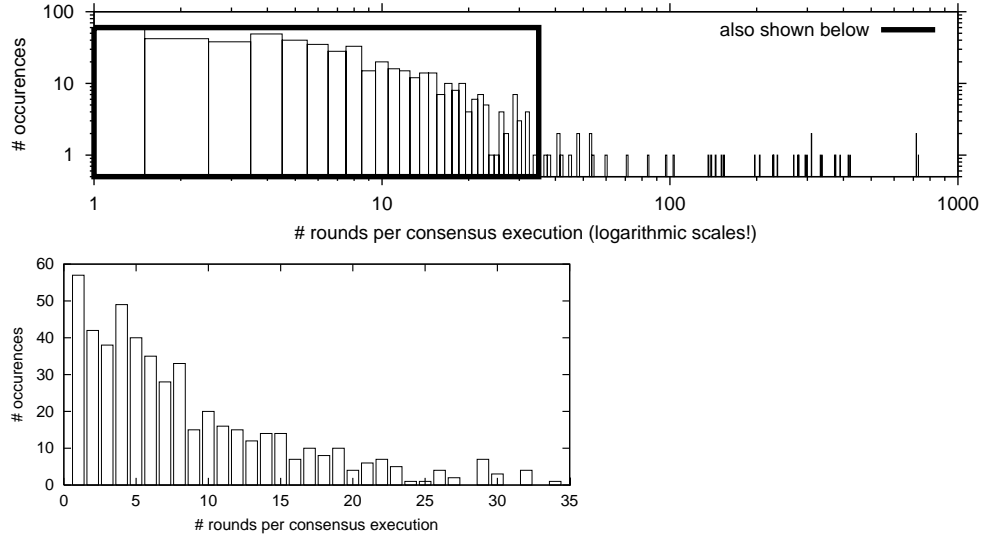 100
also shown below
10
1
# occurences
1 10 100 1000
# rounds per consensus execution (logarithmic scales!)
60
50
40
30
20
10
0
# occurences
0 5 10 15 20 25 30 35
# rounds per consensus execution